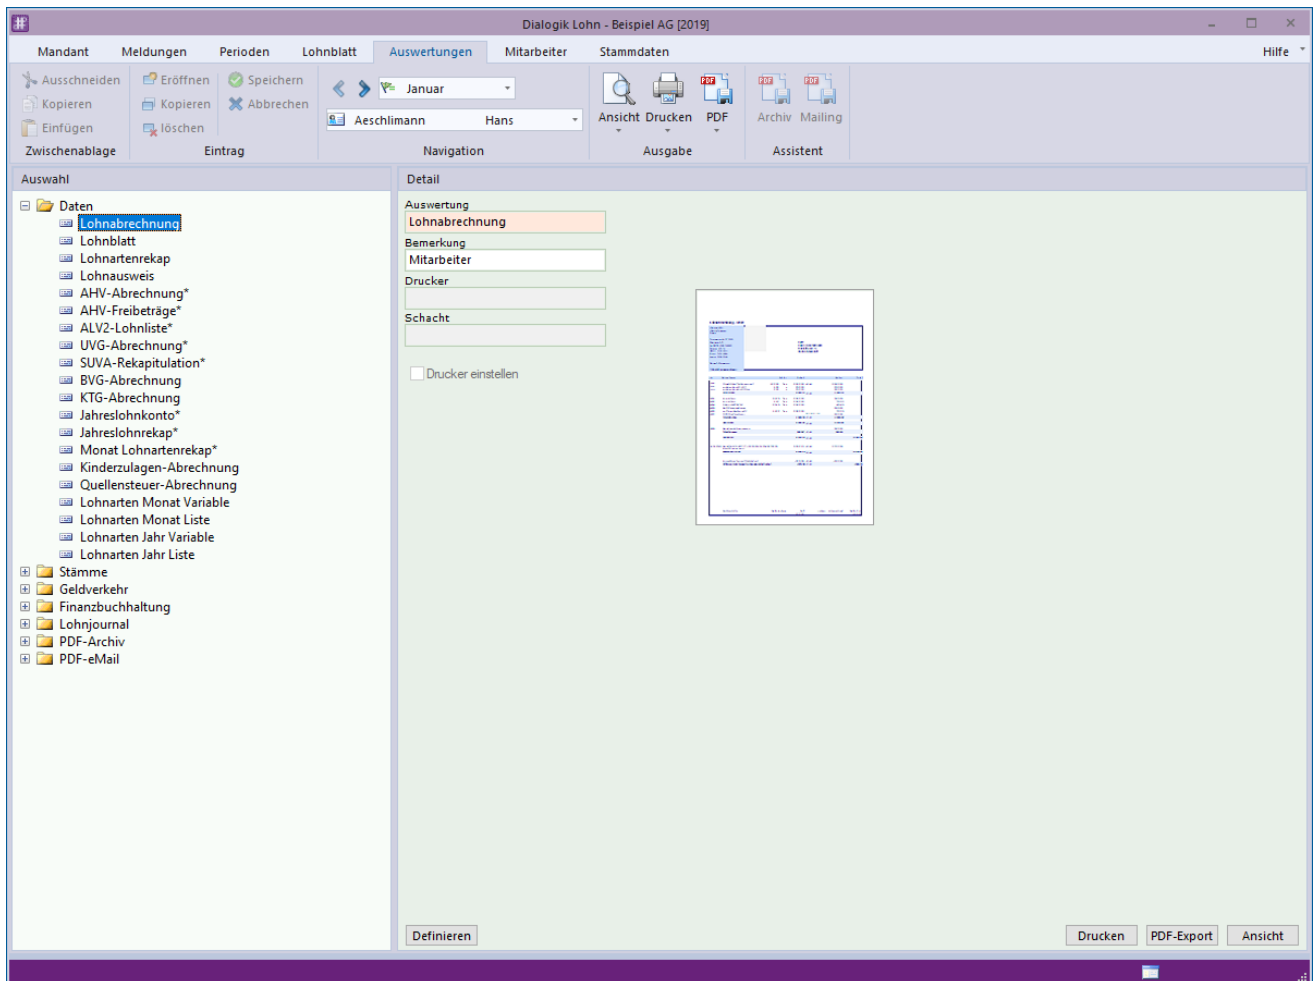 Dialogik Lohn - Beispiel AG [2019]
Mandant Meldungen Perioden Lohnblatt Auswertungen Mitarbeiter Stammdaten Hilfe
Ausschneiden Eröffnen Speichern
Kopieren Kopieren Abbrechen
Einfügen löschen
Januar
Aeschlimann Hans
Ansicht Drucken PDF Archiv Mailing
Zwischenablage Eintrag Navigation Ausgabe Assistent
Auswahl
Daten
Lohnabrechnung
Lohnblatt
Lohnartenrekap
Lohnausweis
AHV-Abrechnung*
AHV-Freibeträge*
ALV2-Lohnliste*
UVG-Abrechnung*
SUVA-Rekapitulation*
BVG-Abrechnung
KTG-Abrechnung
Jahreslohnkonto*
Jahreslohnrekap*
Monat Lohnartenrekap*
Kinderzulagen-Abrechnung
Quellensteuer-Abrechnung
Lohnarten Monat Variable
Lohnarten Monat Liste
Lohnarten Jahr Variable
Lohnarten Jahr Liste
Stämme
Geldverkehr
Finanzbuchhaltung
Lohnjournal
PDF-Archiv
PDF-eMail
Detail
Auswertung
Lohnabrechnung
Bemerkung
Mitarbeiter
Drucker
Schacht
Drucker einstellen
Definieren Drucken PDF-Export Ansicht